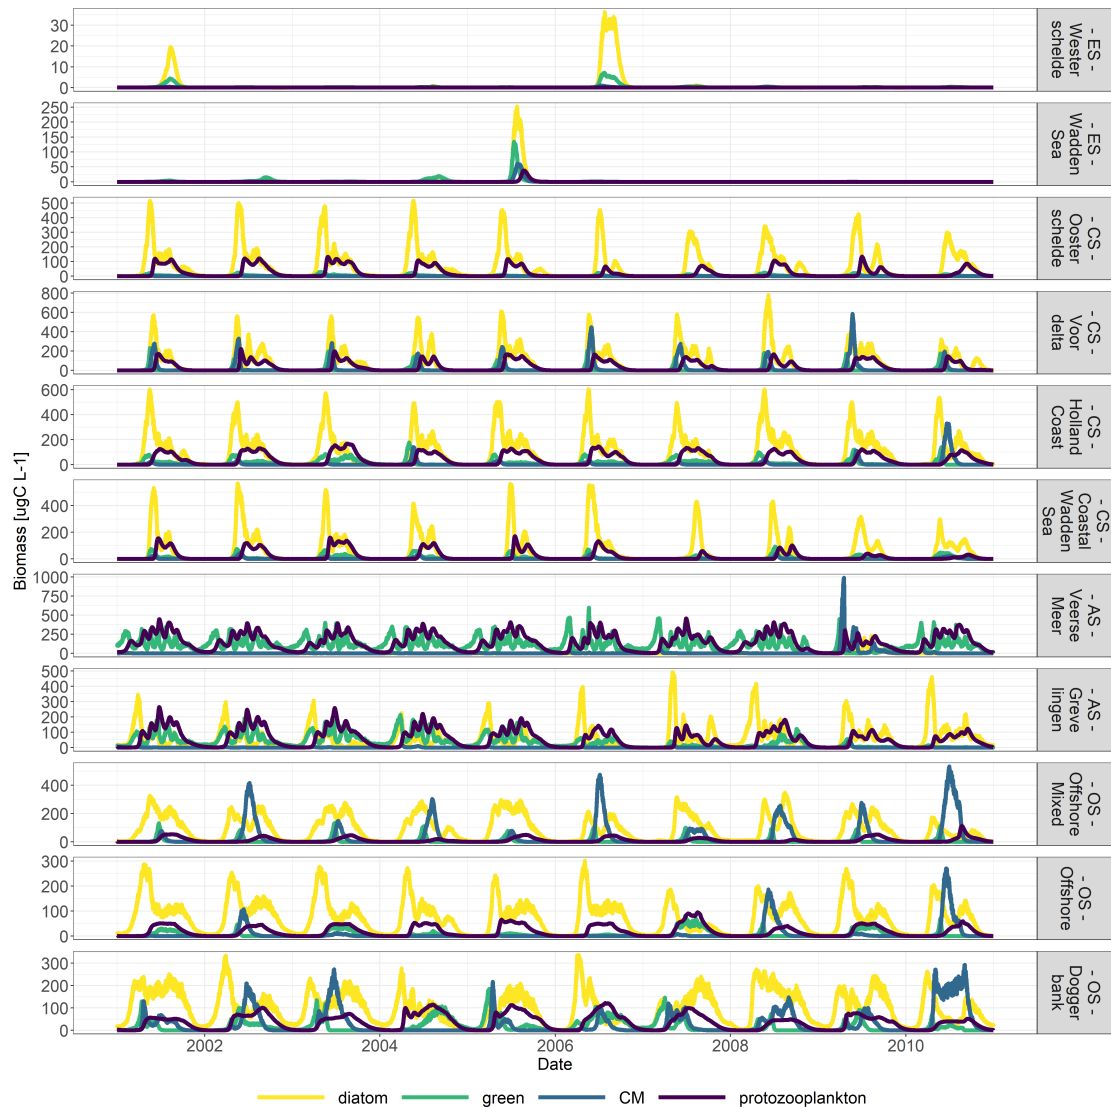 30
20
10
0
- ES -
Wester
schelde
250
200
150
100
50
0
- ES -
Wadden
Sea
500
400
300
200
100
0
- CS -
Ooster
schelde
800
600
400
200
0
- CS -
Voor
delta
600
400
200
0
- CS -
Holland
Coast
400
200
0
- CS -
Coastal
Wadden
Sea
1000
750
500
250
0
- AS -
Veerse
Meer
500
400
300
200
100
0
- AS -
Greve
lingen
400
200
0
- OS -
Offshore
Mixed
300
200
100
0
- OS -
Offshore
300
200
100
0
- OS -
Dogger
bank
Biomass [ugC L-1]
2002 2004 2006 2008 2010
Date
diatom green CM protozooplankton